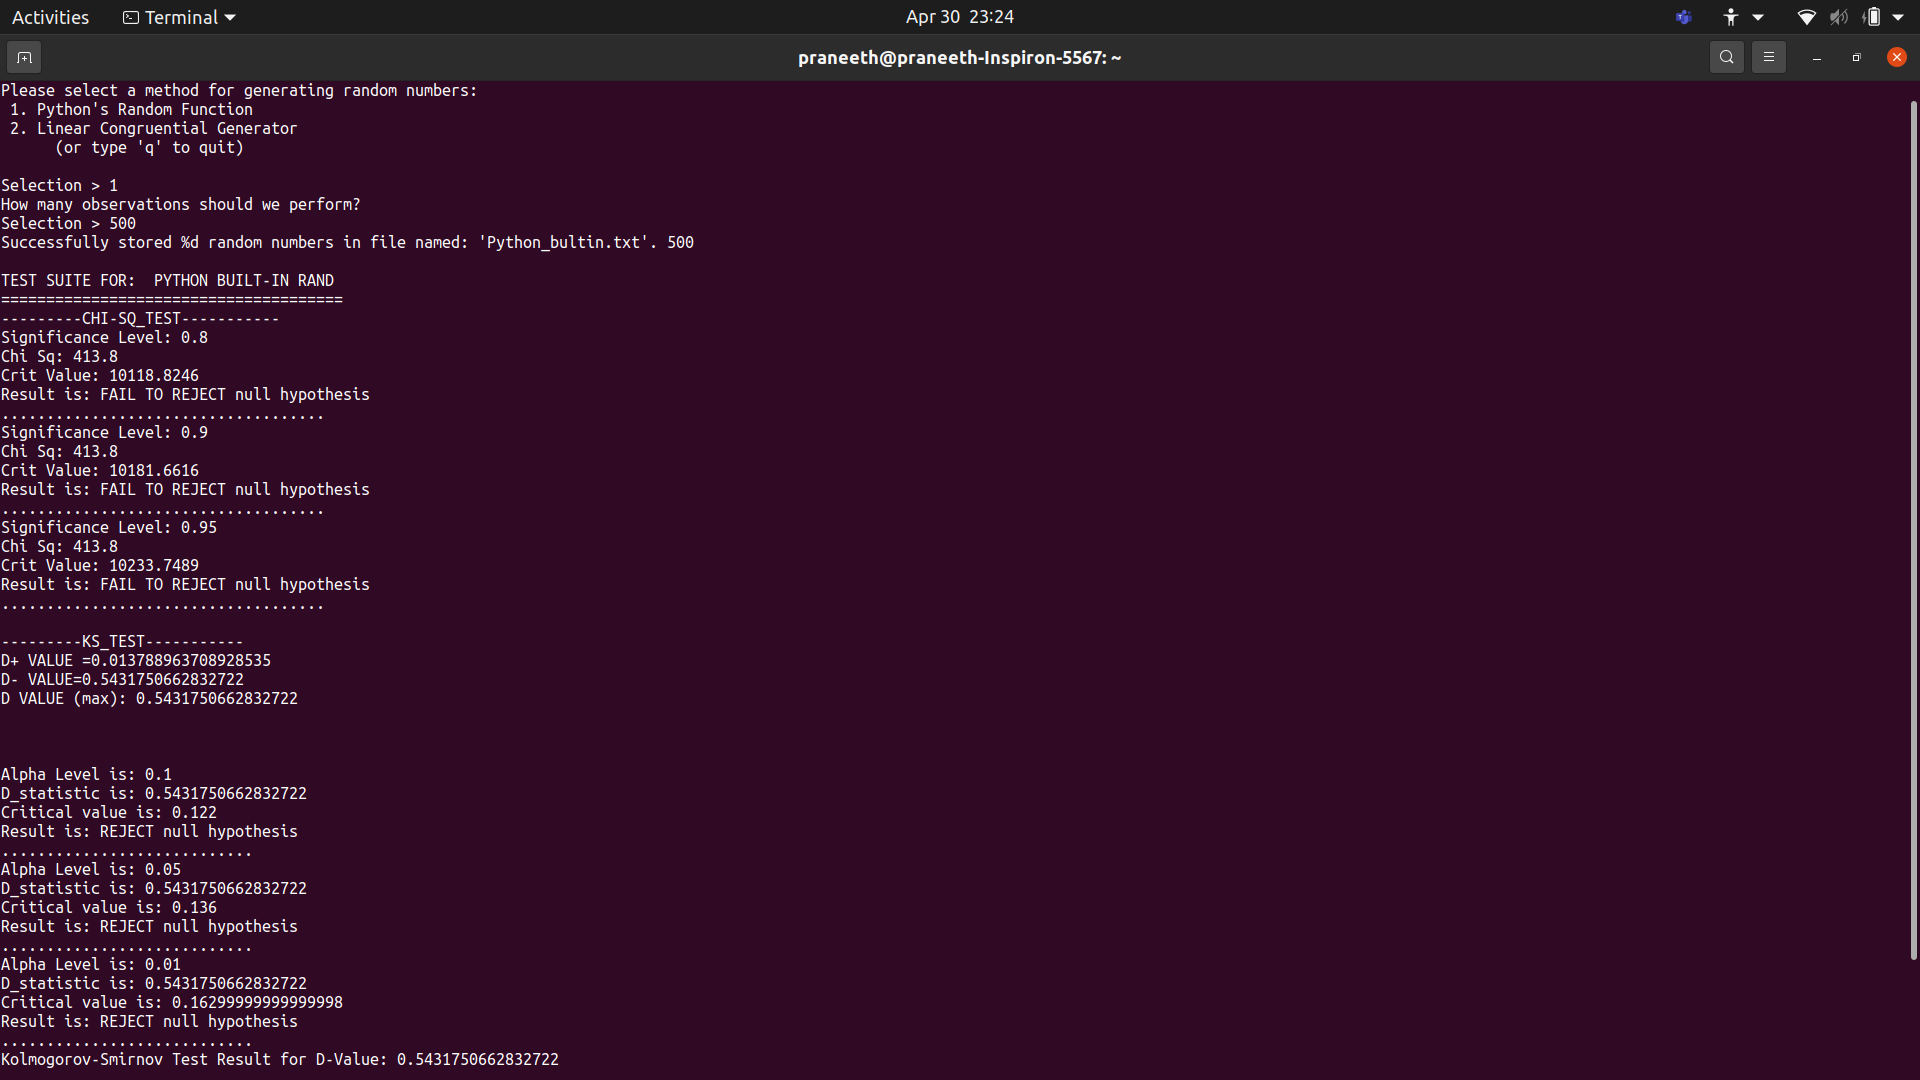 Activities
Terminal
Apr 30 23:24
praneeth@praneeth-Inspiron-5567: ~
Please select a method for generating random numbers:
1. Python's Random Function
2. Linear Congruential Generator
(or type 'q' to quit)
Selection > 1
How many observations should we perform?
Selection > 500
Successfully stored %d random numbers in file named: 'Python_bultin.txt'. 500
TEST SUITE FOR:  PYTHON BUILT-IN RAND
======================================
---------CHI-SQ_TEST-----------
Significance Level: 0.8
Chi Sq: 413.8
Crit Value: 10118.8246
Result is: FAIL TO REJECT null hypothesis
....................................
Significance Level: 0.9
Chi Sq: 413.8
Crit Value: 10181.6616
Result is: FAIL TO REJECT null hypothesis
....................................
Significance Level: 0.95
Chi Sq: 413.8
Crit Value: 10233.7489
Result is: FAIL TO REJECT null hypothesis
....................................
---------KS_TEST-----------
D+ VALUE =0.013788963708928535
D- VALUE=0.5431750662832722
D VALUE (max): 0.5431750662832722
Alpha Level is: 0.1
D_statistic is: 0.5431750662832722
Critical value is: 0.122
Result is: REJECT null hypothesis
............................
Alpha Level is: 0.05
D_statistic is: 0.5431750662832722
Critical value is: 0.136
Result is: REJECT null hypothesis
............................
Alpha Level is: 0.01
D_statistic is: 0.5431750662832722
Critical value is: 0.16299999999999998
Result is: REJECT null hypothesis
............................
Kolmogorov-Smirnov Test Result for D-Value: 0.5431750662832722